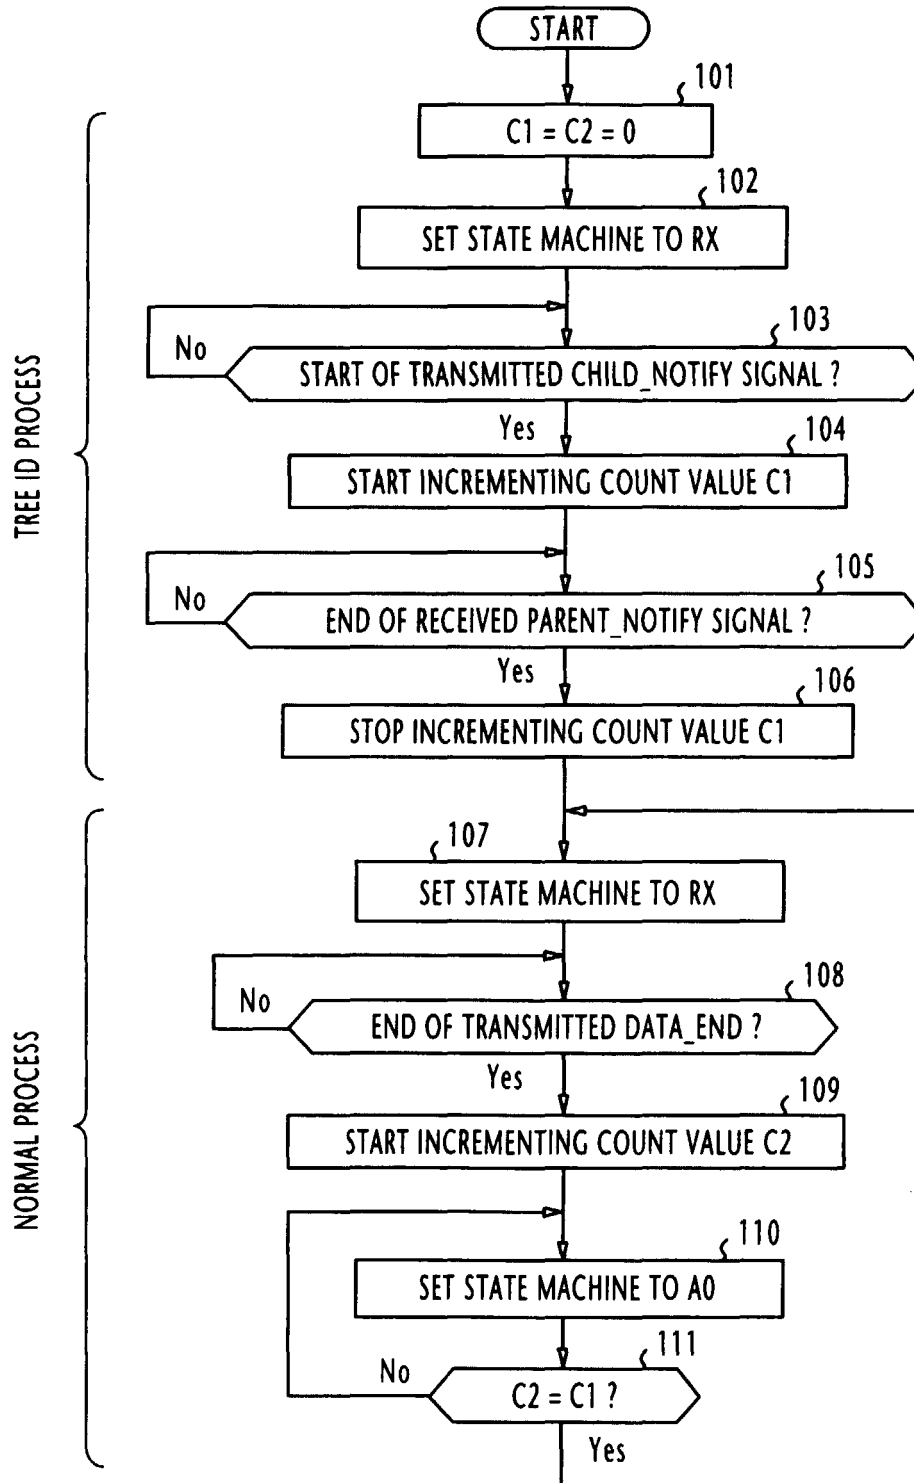 START
101
C1 = C2 = 0
102
SET STATE MACHINE TO RX
103
No
START OF TRANSMITTED CHILD_NOTIFY SIGNAL ?
Yes
104
START INCREMENTING COUNT VALUE C1
TREE ID PROCESS
105
No
END OF RECEIVED PARENT_NOTIFY SIGNAL ?
Yes
106
STOP INCREMENTING COUNT VALUE C1
107
SET STATE MACHINE TO RX
108
No
END OF TRANSMITTED DATA_END ?
Yes
109
START INCREMENTING COUNT VALUE C2
NORMAL PROCESS
110
SET STATE MACHINE TO A0
111
No
C2 = C1 ?
Yes